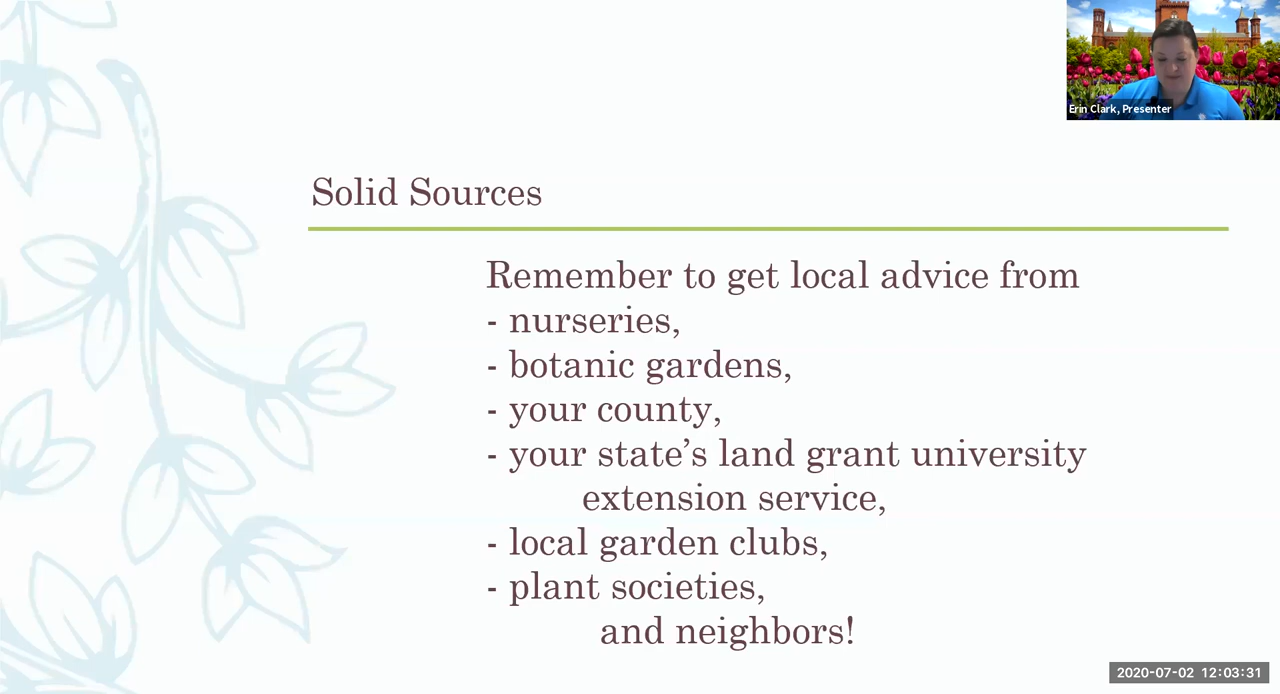 Erin Clark, Presenter
Solid Sources
Remember to get local advice from
- nurseries,
- botanic gardens,
- your county,
- your state’s land grant university
extension service,
- local garden clubs,
- plant societies,
and neighbors!
2020-07-02 12:03:31